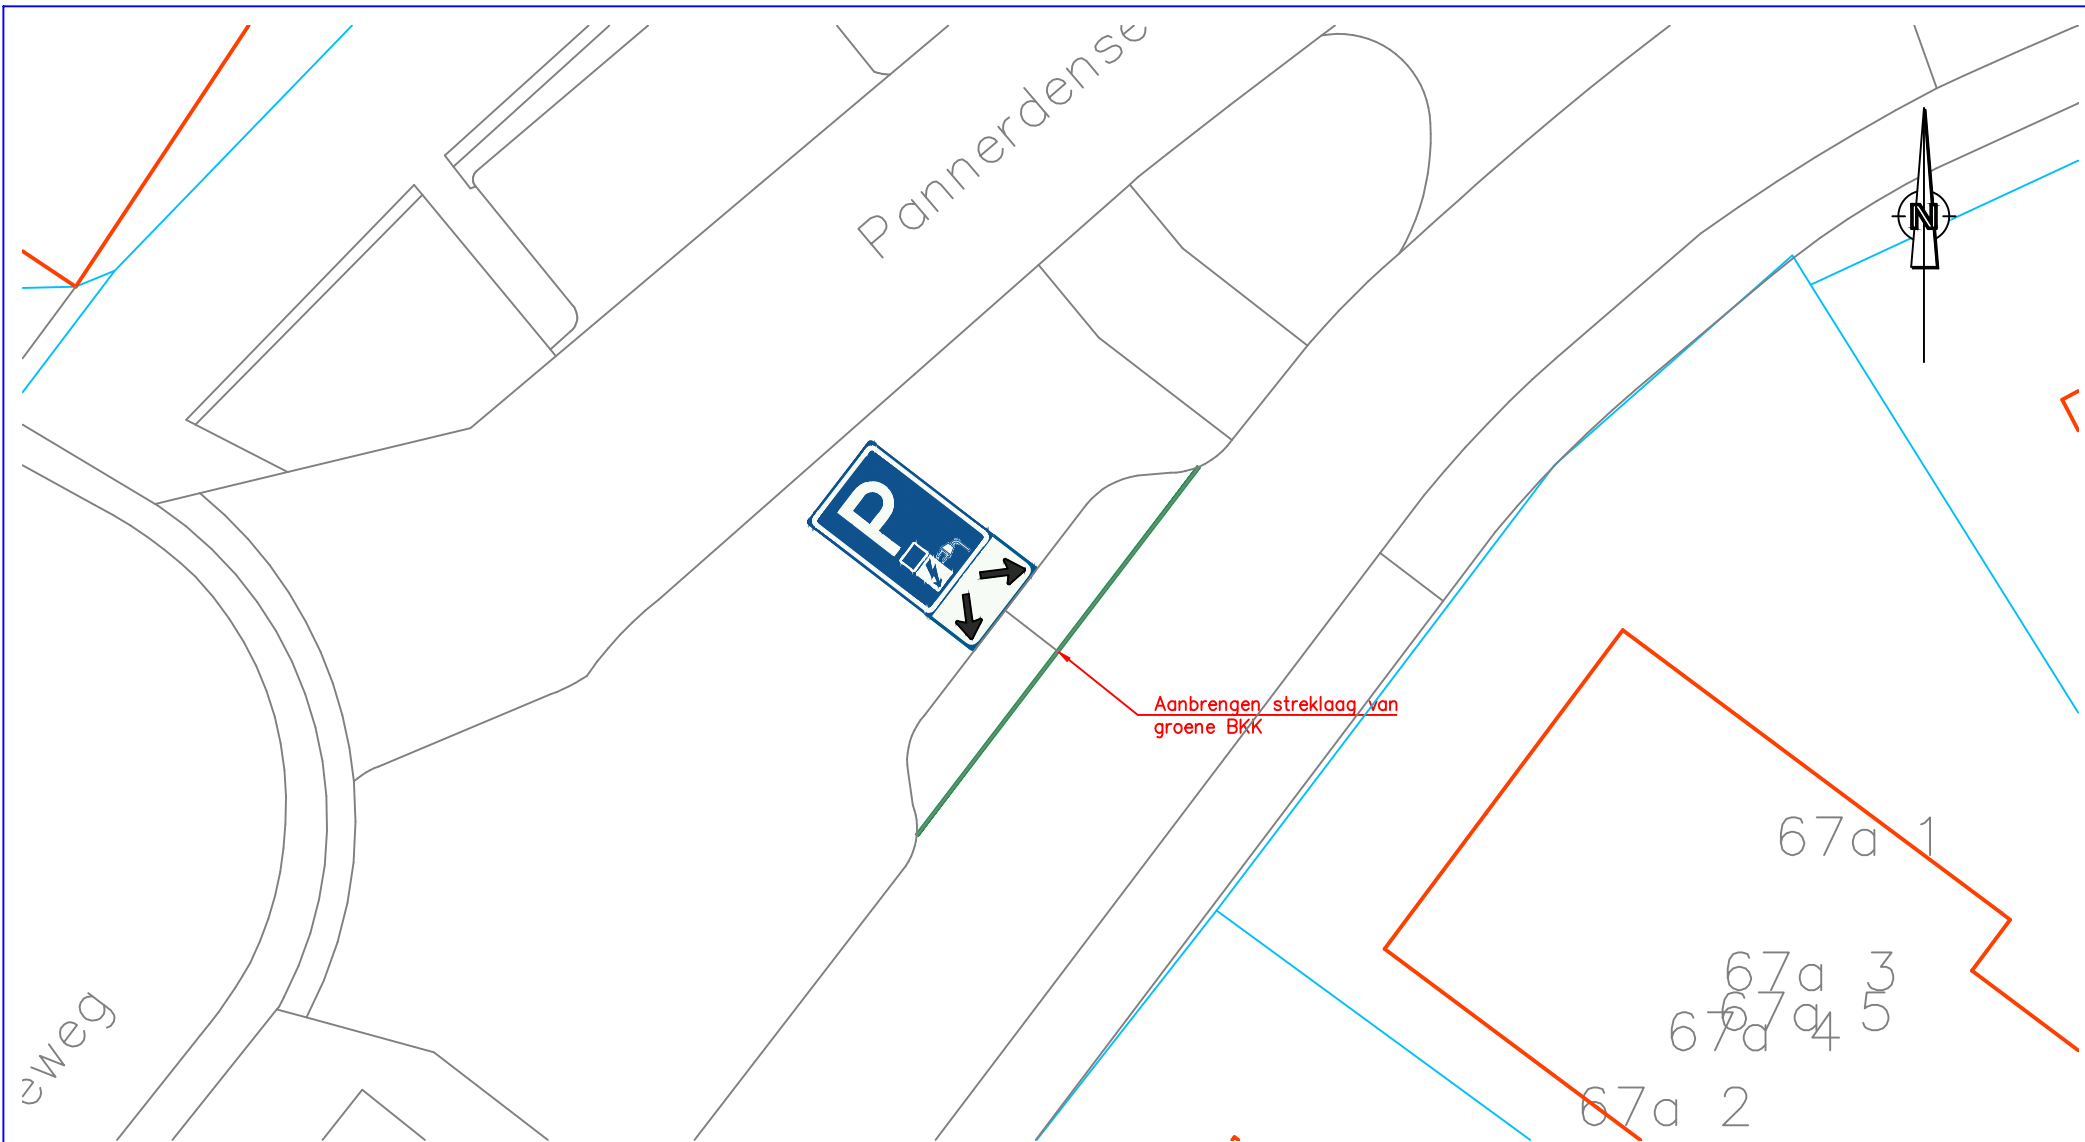 Pannerdense
N
P
Aanbrengen streklaag van
groene BKK
67a 1
67a 3
67a 5
67a 4
67a 2
eweg